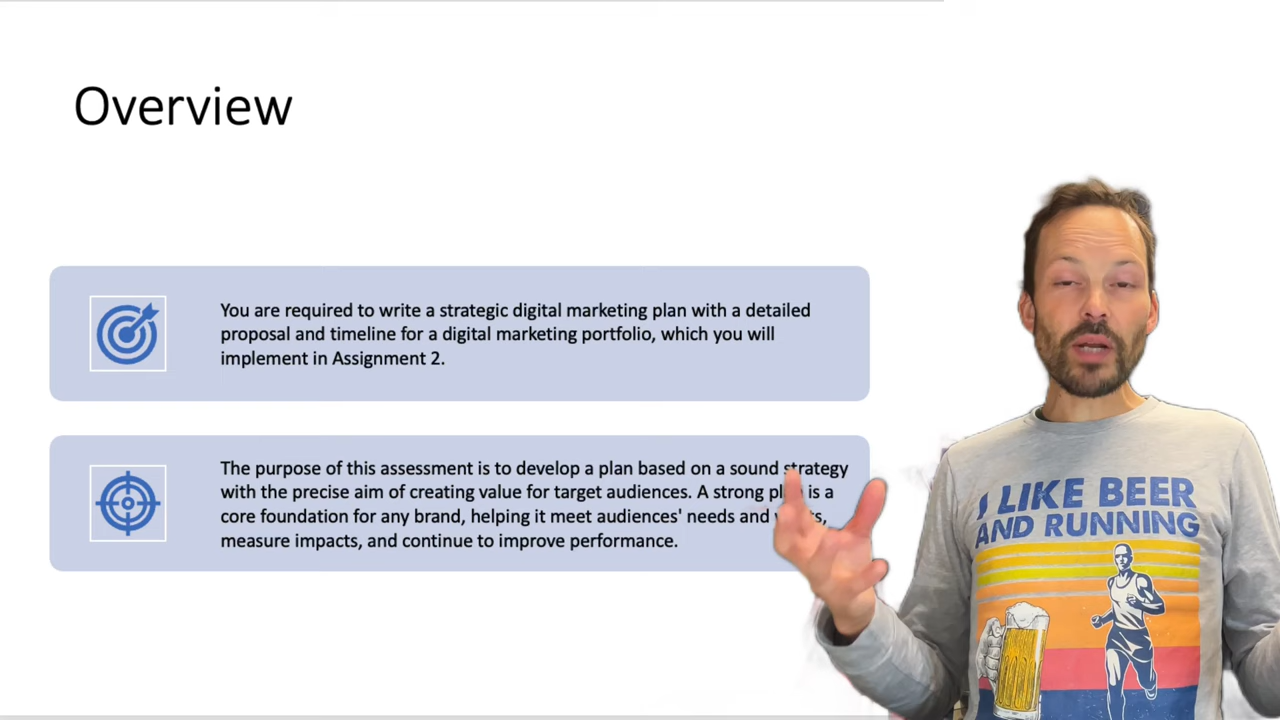 Overview
You are required to write a strategic digital marketing plan with a detailed
proposal and timeline for a digital marketing portfolio, which you will
implement in Assignment 2.
The purpose of this assessment is to develop a plan based on a sound strategy
with the precise aim of creating value for target audiences. A strong is a
core foundation for any brand, helping it meet audiences' needs and
measure impacts, and continue to improve performance.
I LIKE BEER
AND RUNNING